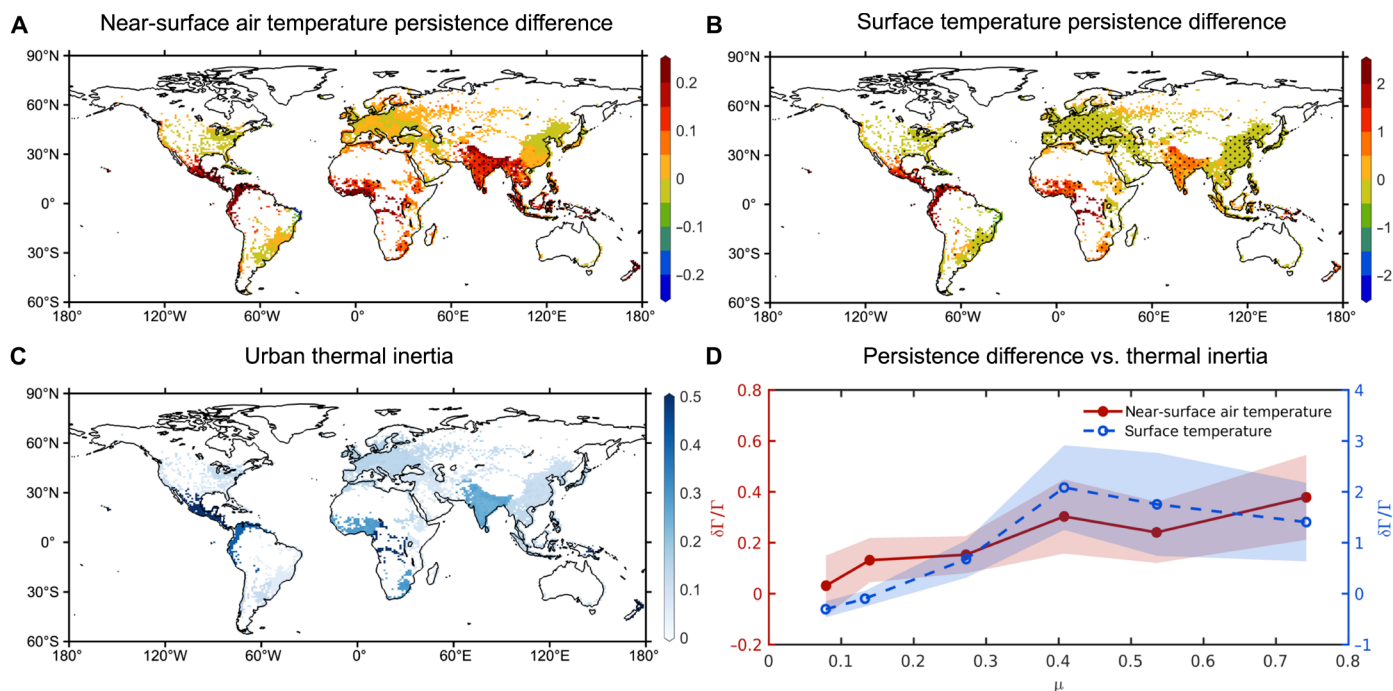 A Near-surface air temperature persistence difference
90°N
60°N
30°N
0°
30°S
60°S
180° 120°W 60°W 0° 60°E 120°E 180°
0.2
0.1
0
−0.1
−0.2
B Surface temperature persistence difference
90°N
60°N
30°N
0°
30°S
60°S
180° 120°W 60°W 0° 60°E 120°E 180°
2
1
0
−1
−2
C Urban thermal inertia
90°N
60°N
30°N
0°
30°S
60°S
180° 120°W 60°W 0° 60°E 120°E 180°
0.5
0.4
0.3
0.2
0.1
0
D Persistence difference vs. thermal inertia
0.8
0.6
0.4
0.2
0
−0.2
δΓ/Γ
Near-surface air temperature
Surface temperature
4
3
2
1
0
−1
δΓ/Γ
0 0.1 0.2 0.3 0.4 0.5 0.6 0.7 0.8
μ